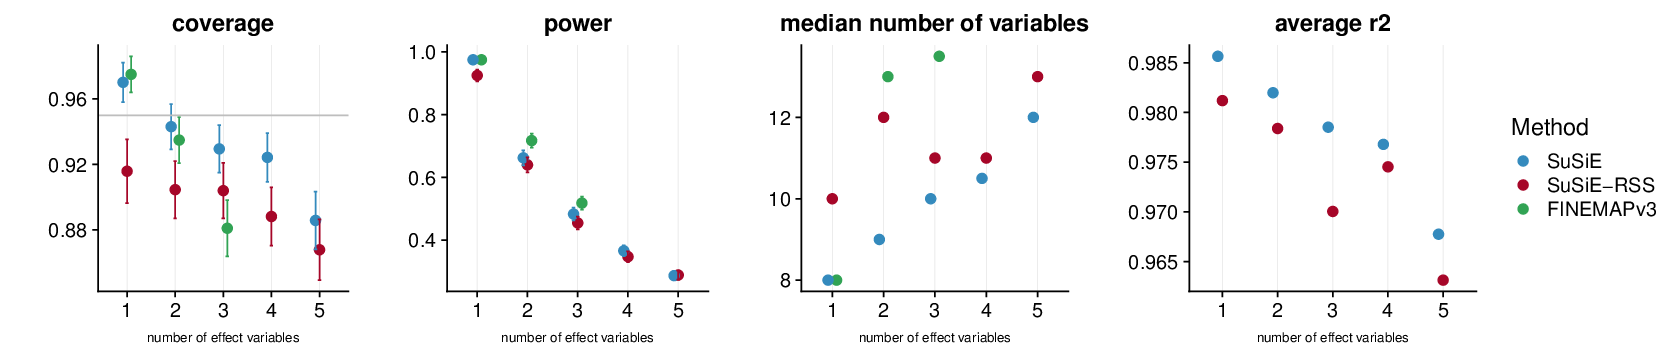 coverage
0.96
0.92
0.88
1 2 3 4 5
number of effect variables
power
1.0
0.8
0.6
0.4
1 2 3 4 5
number of effect variables
median number of variables
12
10
8
1 2 3 4 5
number of effect variables
average r2
0.985
0.980
0.975
0.970
0.965
1 2 3 4 5
number of effect variables
Method
SuSiE
SuSiE−RSS
FINEMAPv3